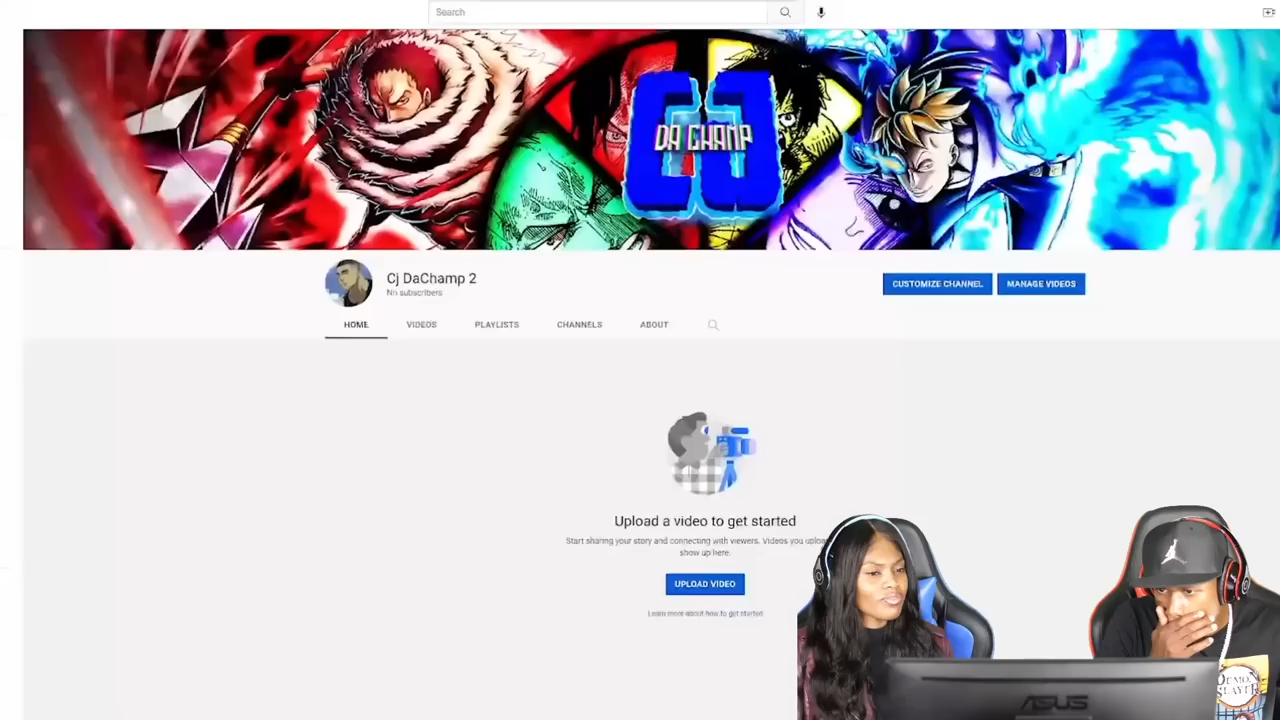 Search
DA CHAMP
Cj DaChamp 2
No subscribers
CUSTOMIZE CHANNEL
MANAGE VIDEOS
HOME
VIDEOS
PLAYLISTS
CHANNELS
ABOUT
Upload a video to get started
Start sharing your story and connecting with viewers. Videos you
show up here.
UPLOAD VIDEO
Learn more about how to get started
ASUS
DEMON
SLAYER